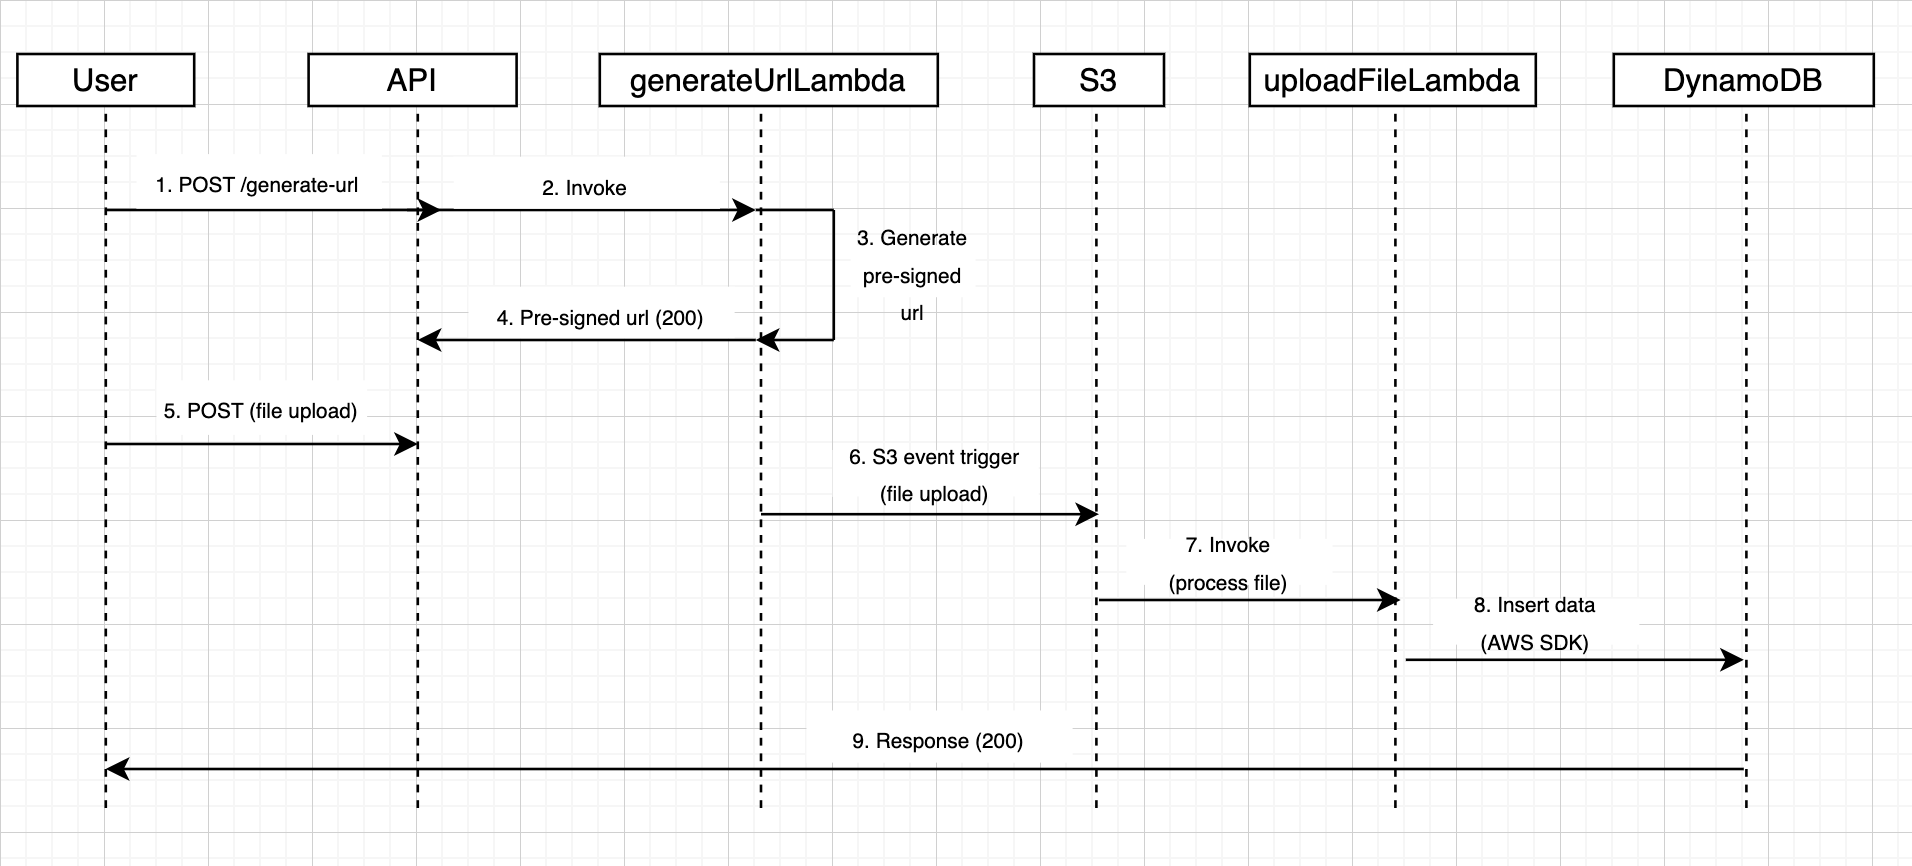 User
API
generateUrlLambda
S3
uploadFileLambda
DynamoDB
1. POST /generate-url
2. Invoke
3. Generate
pre-signed
url
4. Pre-signed url (200)
5. POST (file upload)
6. S3 event trigger
(file upload)
7. Invoke
(process file)
8. Insert data
(AWS SDK)
9. Response (200)